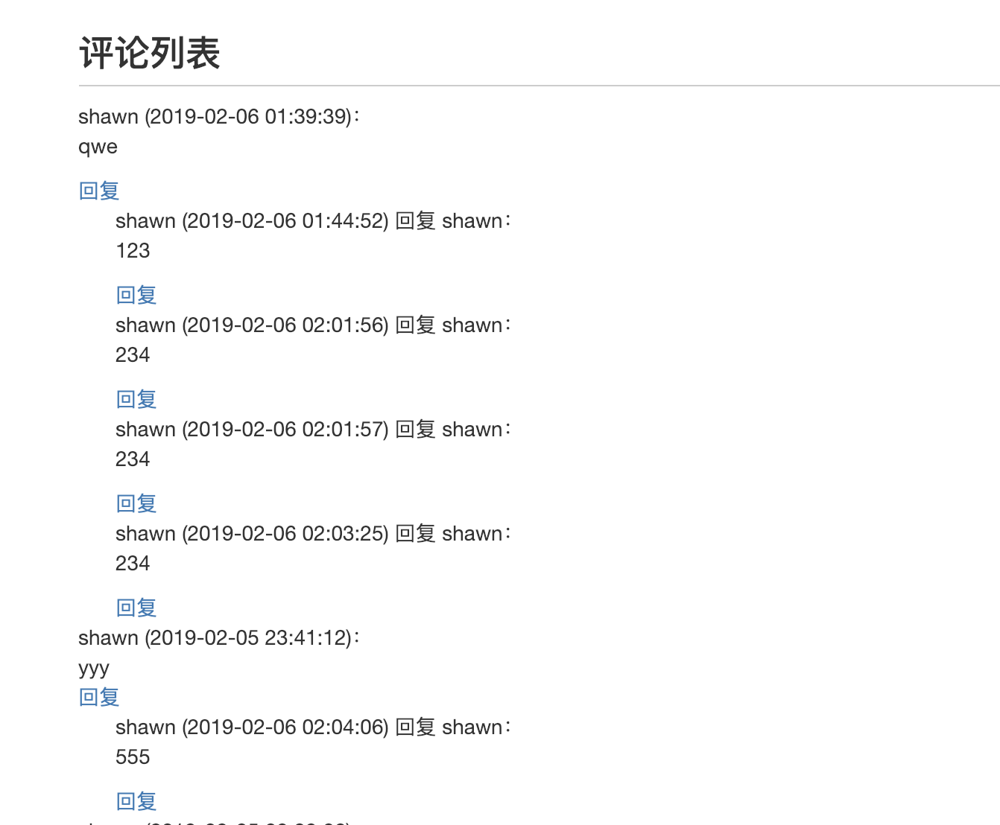 评论列表
shawn (2019-02-06 01:39:39)：
qwe
回复
shawn (2019-02-06 01:44:52) 回复 shawn：
123
回复
shawn (2019-02-06 02:01:56) 回复 shawn：
234
回复
shawn (2019-02-06 02:01:57) 回复 shawn：
234
回复
shawn (2019-02-06 02:03:25) 回复 shawn：
234
回复
shawn (2019-02-05 23:41:12)：
yyy
回复
shawn (2019-02-06 02:04:06) 回复 shawn：
555
回复